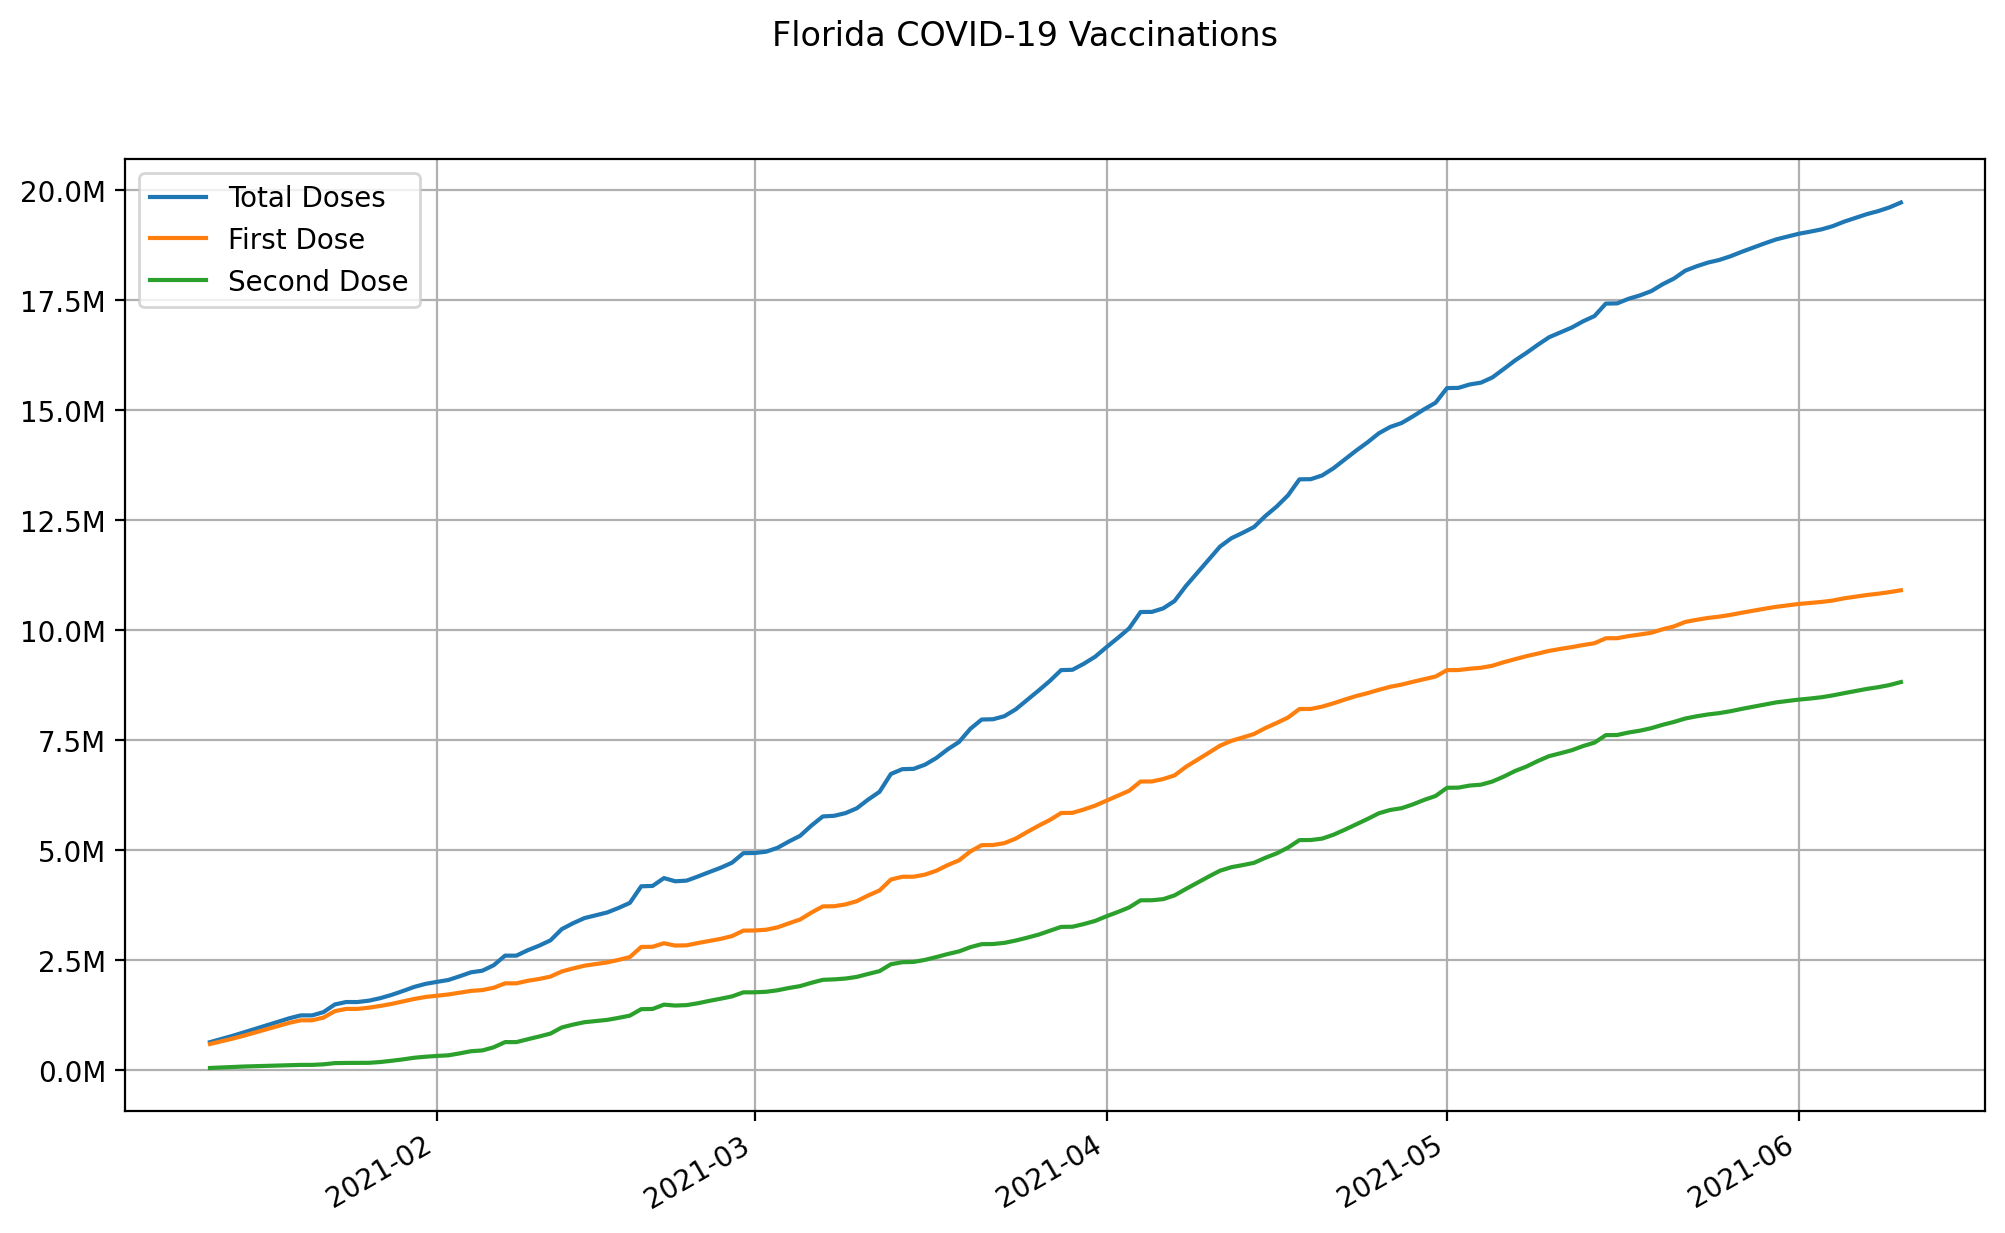 Florida COVID-19 Vaccinations
Total Doses
First Dose
Second Dose
20.0M
17.5M
15.0M
12.5M
10.0M
7.5M
5.0M
2.5M
0.0M
2021-02
2021-03
2021-04
2021-05
2021-06